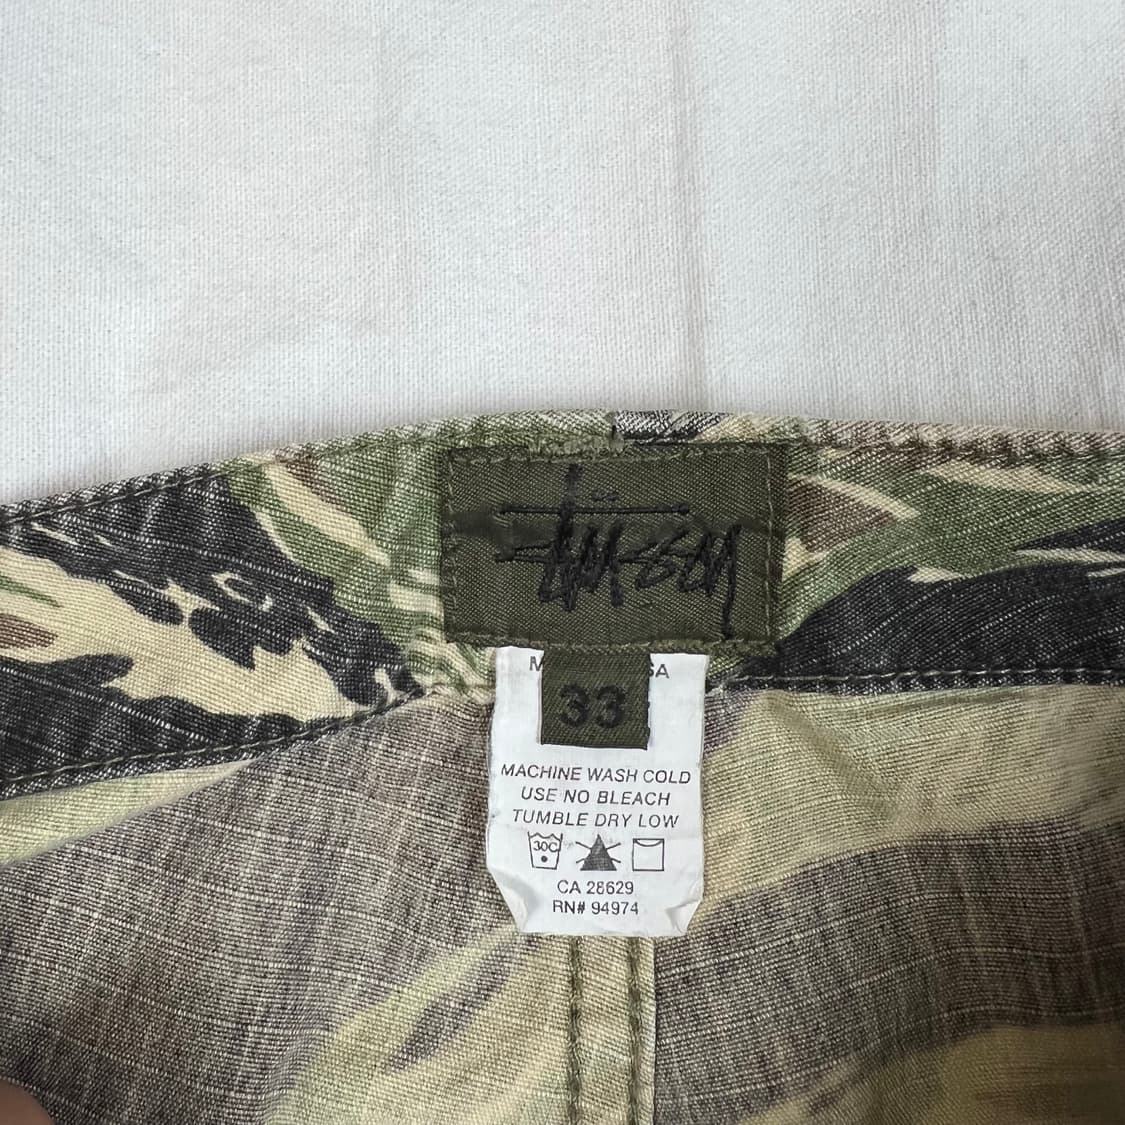 Stüssy
33
MACHINE WASH COLD
USE NO BLEACH
TUMBLE DRY LOW
30C
CA 28629
RN# 94974